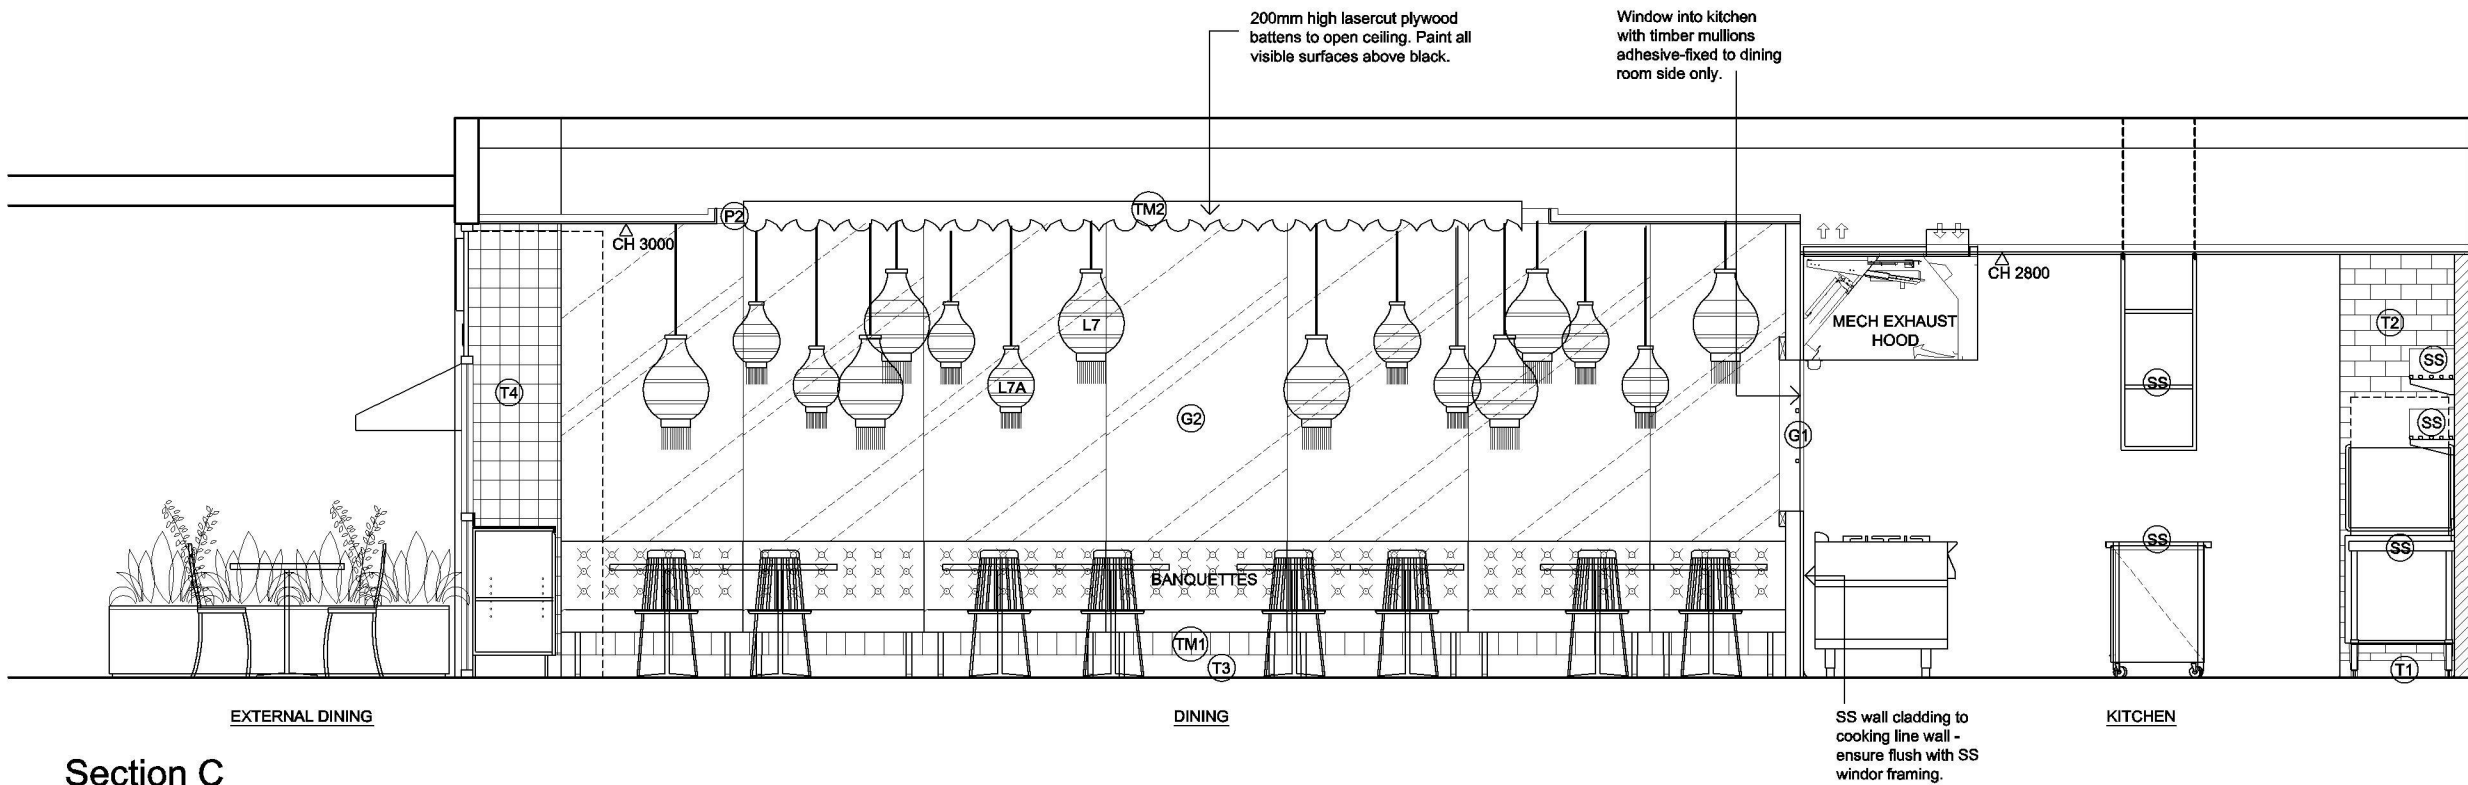 200mm high lasercut plywood
battens to open ceiling. Paint all
visible surfaces above black.
Window into kitchen
with timber mullions
adhesive-fixed to dining
room side only.
P2
TM2
CH 3000
CH 2800
MECH EXHAUST
HOOD
L7
L7A
T4
G2
G1
T2
SS
SS
SS
SS
SS
BANQUETTES
TM1
T3
T1
EXTERNAL DINING
DINING
KITCHEN
SS wall cladding to
cooking line wall -
ensure flush with SS
windor framing.
Section C